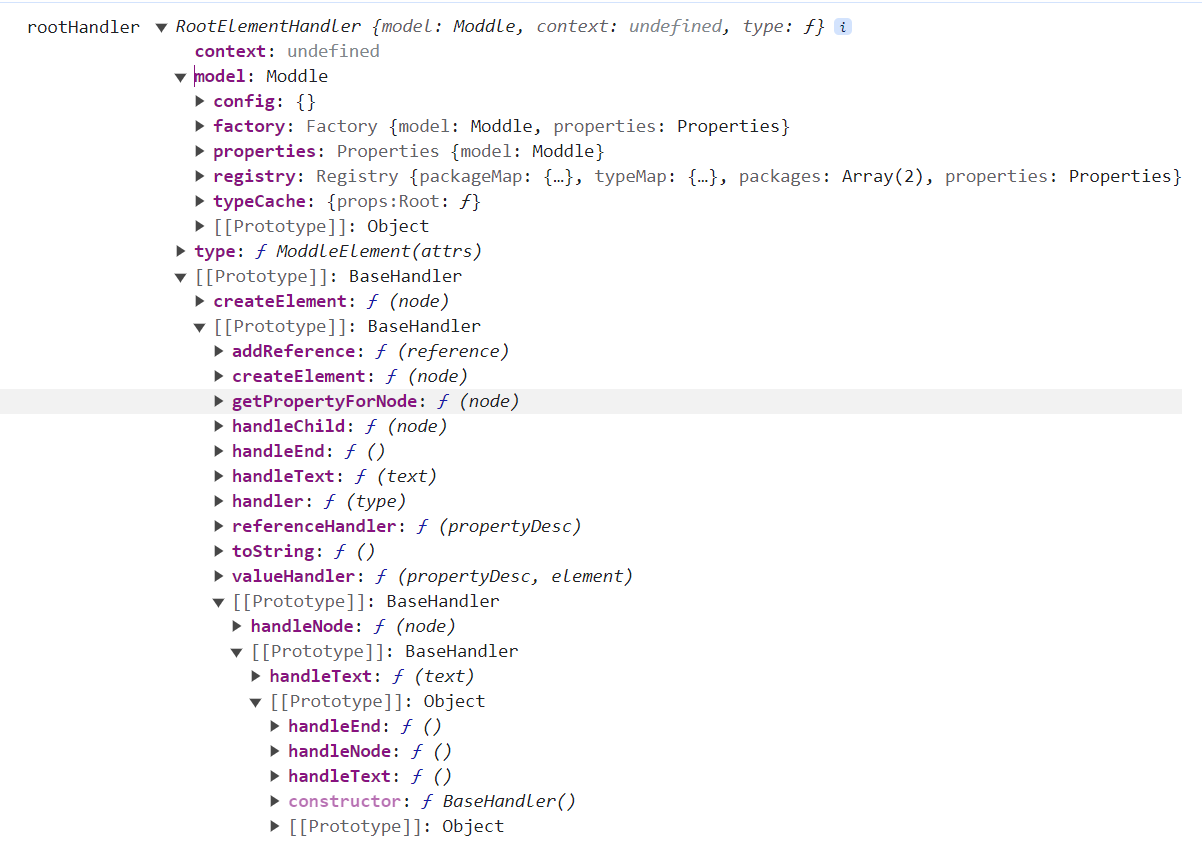 rootHandler ▼ RootElementHandler {model: Moddle, context: undefined, type: ƒ} i
context: undefined
▼ model: Moddle
▶ config: {}
▶ factory: Factory {model: Moddle, properties: Properties}
▶ properties: Properties {model: Moddle}
▶ registry: Registry {packageMap: {…}, typeMap: {…}, packages: Array(2), properties: Properties}
▶ typeCache: {props:Root: ƒ}
▶ [[Prototype]]: Object
▶ type: ƒ ModdleElement(attrs)
▼ [[Prototype]]: BaseHandler
▶ createElement: ƒ (node)
▼ [[Prototype]]: BaseHandler
▶ addReference: ƒ (reference)
▶ createElement: ƒ (node)
▶ getPropertyForNode: ƒ (node)
▶ handleChild: ƒ (node)
▶ handleEnd: ƒ ()
▶ handleText: ƒ (text)
▶ handler: ƒ (type)
▶ referenceHandler: ƒ (propertyDesc)
▶ toString: ƒ ()
▶ valueHandler: ƒ (propertyDesc, element)
▼ [[Prototype]]: BaseHandler
▶ handleNode: ƒ (node)
▼ [[Prototype]]: BaseHandler
▶ handleText: ƒ (text)
▼ [[Prototype]]: Object
▶ handleEnd: ƒ ()
▶ handleNode: ƒ ()
▶ handleText: ƒ ()
▶ constructor: ƒ BaseHandler()
▶ [[Prototype]]: Object